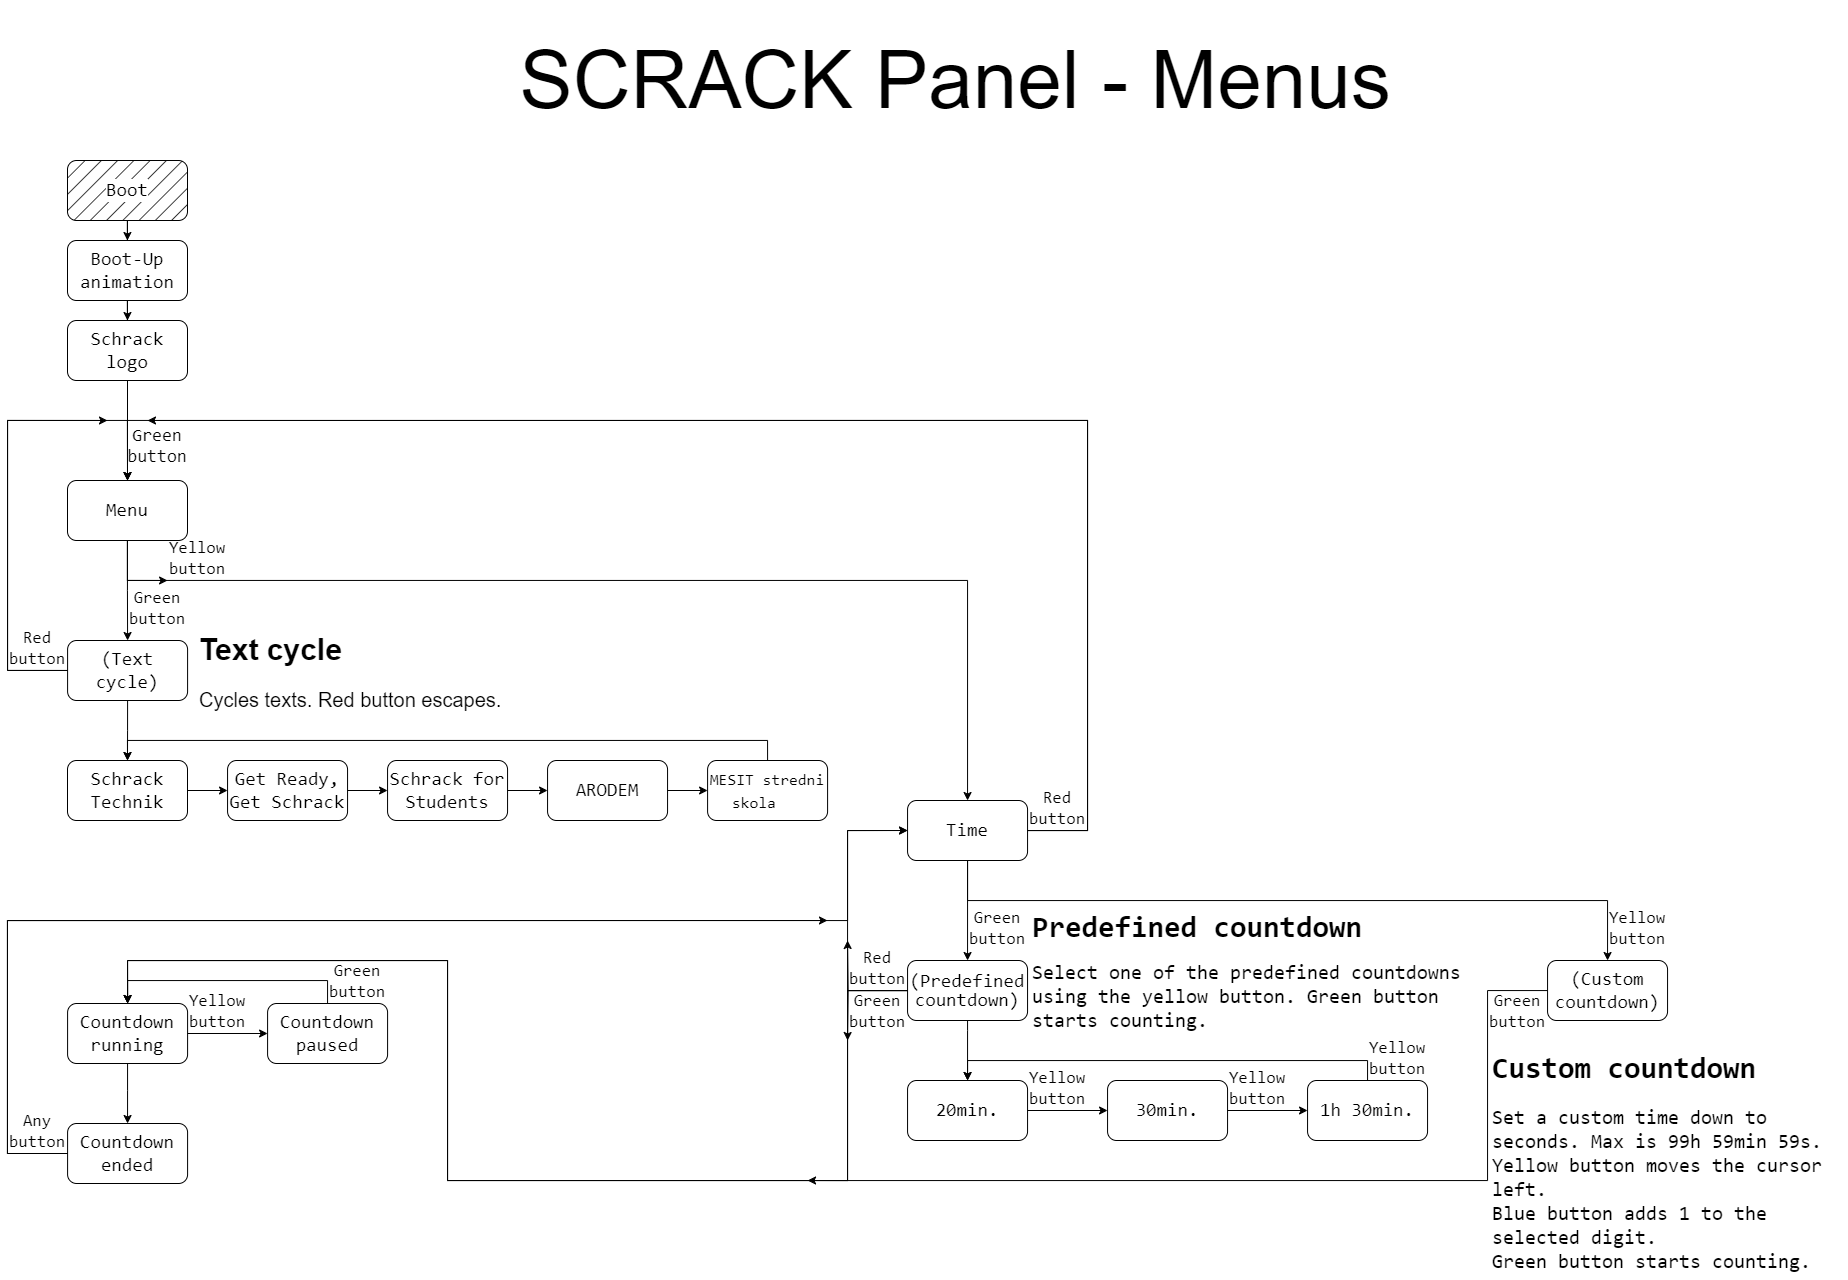 SCRACK Panel - Menus
Boot
Boot-Up
animation
Schrack
logo
Green
button
Menu
Yellow
button
Green
button
Red
button
(Text
cycle)
Text cycle
Cycles texts. Red button escapes.
Schrack
Technik
Get Ready,
Get Schrack
Schrack for
Students
ARODEM
MESIT stredni
skola
Time
Red
button
Green
button
Yellow
button
Predefined countdown
Select one of the predefined countdowns
using the yellow button. Green button
starts counting.
Red
button
Green
button
(Predefined
countdown)
(Custom
countdown)
Green
button
Green
button
Yellow
button
Countdown
running
Countdown
paused
Any
button
Countdown
ended
20min.
Yellow
button
30min.
Yellow
button
1h 30min.
Yellow
button
Custom countdown
Set a custom time down to
seconds. Max is 99h 59min 59s.
Yellow button moves the cursor
left.
Blue button adds 1 to the
selected digit.
Green button starts counting.